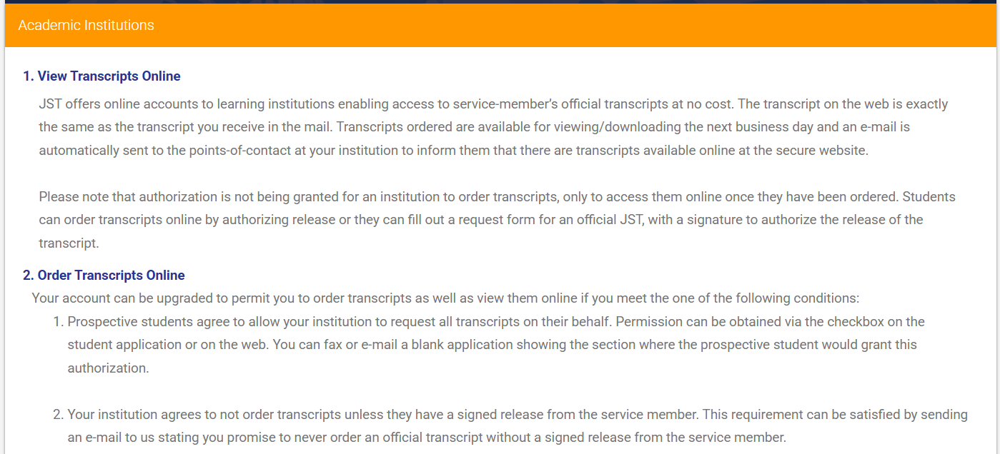 Academic Institutions
1. View Transcripts Online
JST offers online accounts to learning institutions enabling access to service-member’s official transcripts at no cost. The transcript on the web is exactly
the same as the transcript you receive in the mail. Transcripts ordered are available for viewing/downloading the next business day and an e-mail is
automatically sent to the points-of-contact at your institution to inform them that there are transcripts available online at the secure website.
Please note that authorization is not being granted for an institution to order transcripts, only to access them online once they have been ordered. Students
can order transcripts online by authorizing release or they can fill out a request form for an official JST, with a signature to authorize the release of the
transcript.
2. Order Transcripts Online
Your account can be upgraded to permit you to order transcripts as well as view them online if you meet the one of the following conditions:
1. Prospective students agree to allow your institution to request all transcripts on their behalf. Permission can be obtained via the checkbox on the
student application or on the web. You can fax or e-mail a blank application showing the section where the prospective student would grant this
authorization.
2. Your institution agrees to not order transcripts unless they have a signed release from the service member. This requirement can be satisfied by sending
an e-mail to us stating you promise to never order an official transcript without a signed release from the service member.